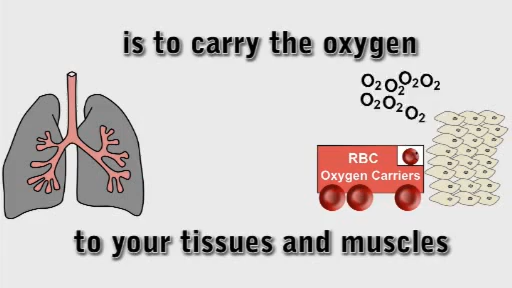 is to carry the oxygen
O₂ O₂ O₂ O₂
O₂ O₂ O₂
RBC
Oxygen Carriers
to your tissues and muscles